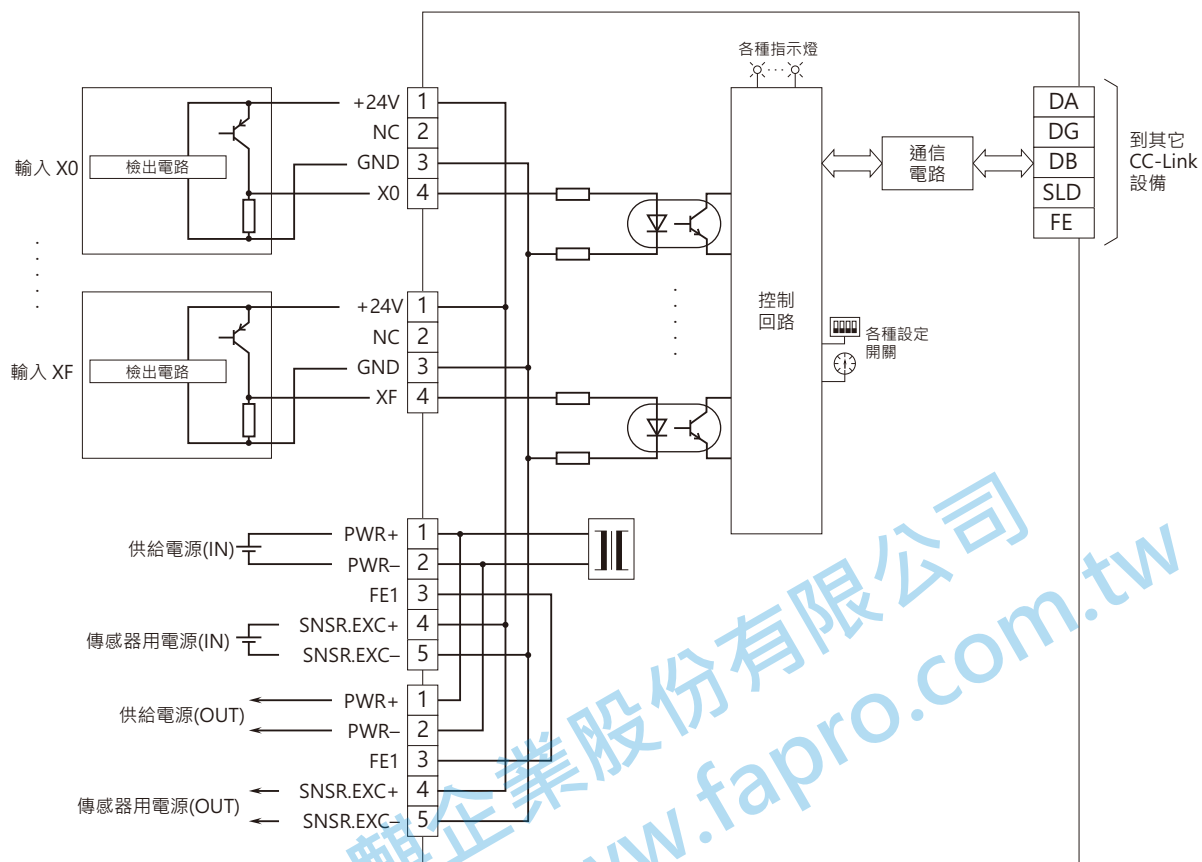 各種指示燈
輸入 X0
檢出電路
+24V 1
NC 2
GND 3
X0 4
通信
電路
DA
DG
DB
SLD
FE
到其它
CC-Link
設備
輸入 XF
檢出電路
+24V 1
NC 2
GND 3
XF 4
控制
回路
各種設定
開關
供給電源(IN)
PWR+ 1
PWR– 2
FE1 3
傳感器用電源(IN)
SNSR.EXC+ 4
SNSR.EXC– 5
供給電源(OUT)
PWR+ 1
PWR– 2
FE1 3
傳感器用電源(OUT)
SNSR.EXC+ 4
SNSR.EXC– 5
企業股份有限公司
www.fapro.com.tw